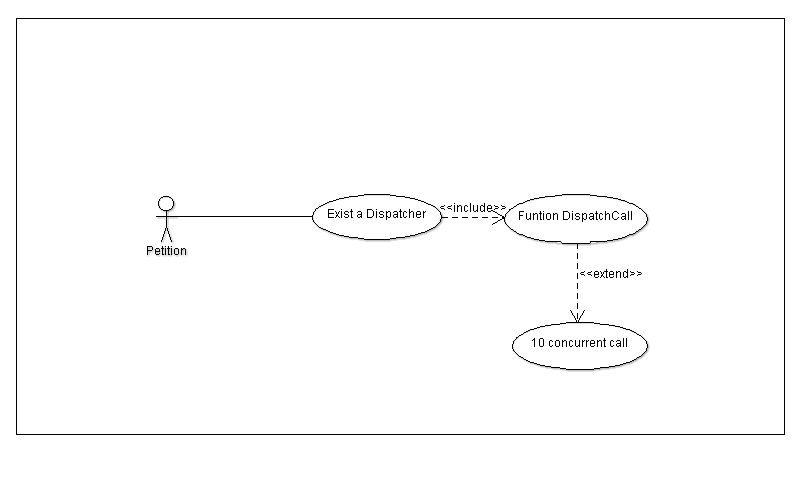 Exist a Dispatcher
<<include>>
Funtion DispatchCall
Petition
<<extend>>
10 concurrent call